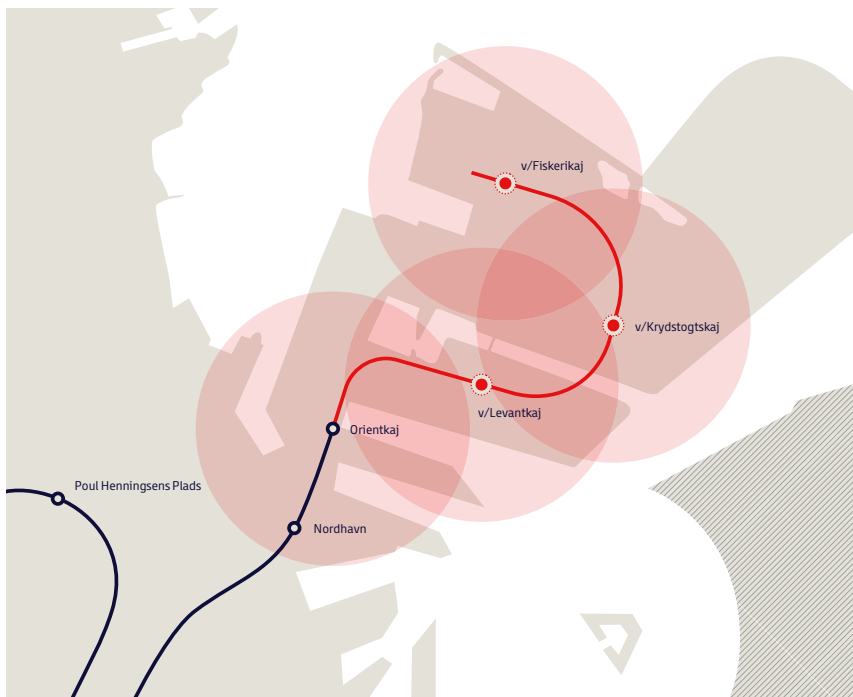 v/Fiskerikaj
v/Krydstogtskaj
v/Levantkaj
Orientkaj
Poul Henningsens Plads
Nordhavn